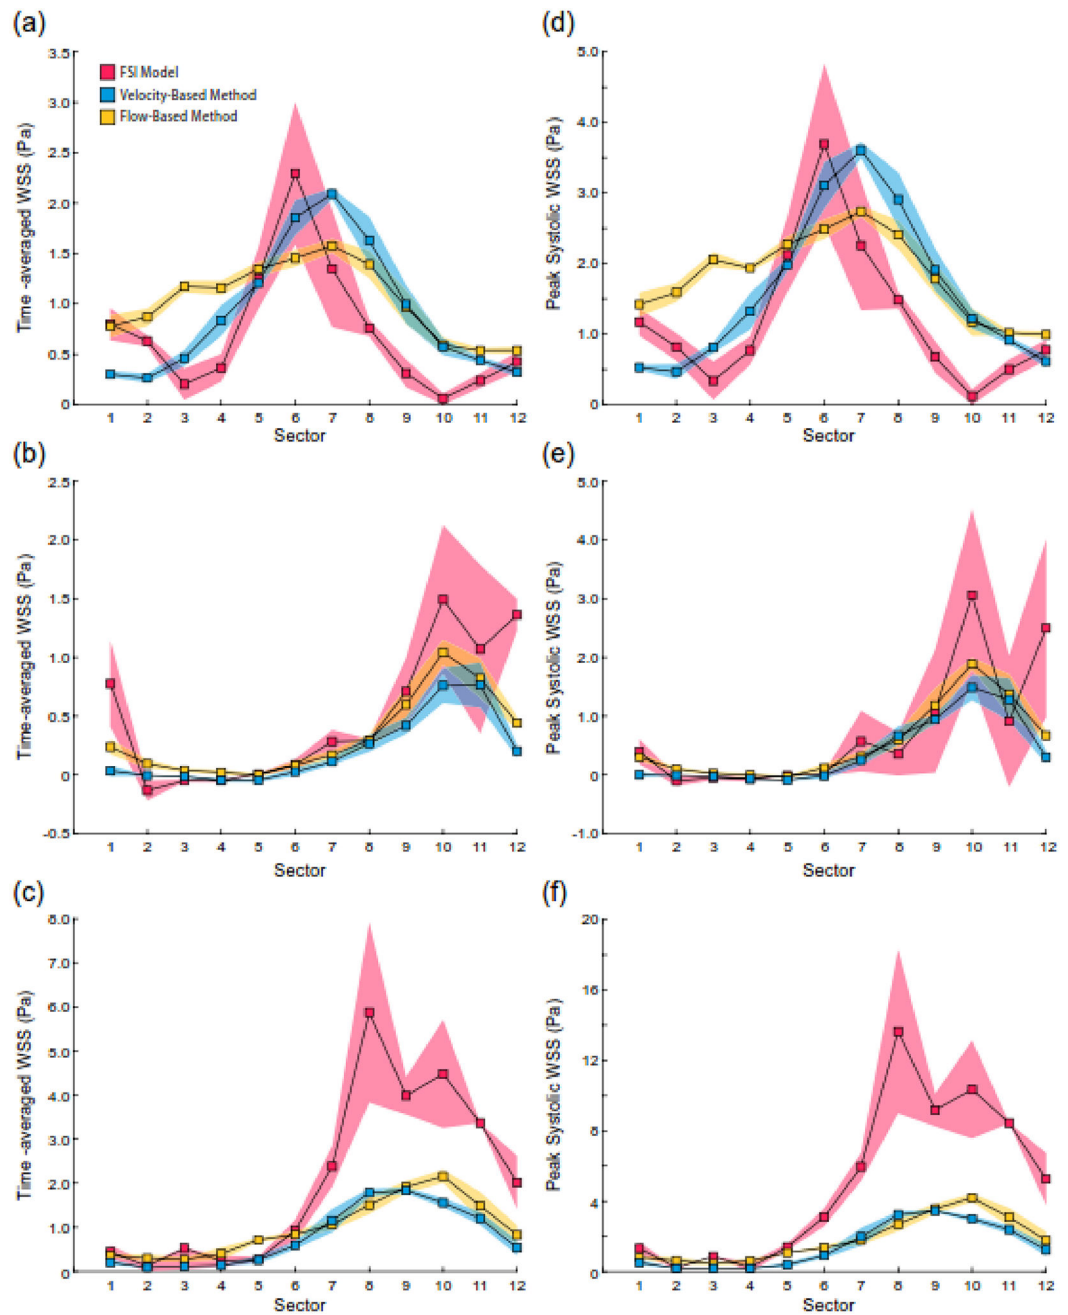 (a)
3.5
3.0
2.5
2.0
1.5
1.0
0.5
0
Time -averaged WSS (Pa)
FSI Model
Velocity-Based Method
Flow-Based Method
1 2 3 4 5 6 7 8 9 10 11 12
Sector
(d)
5.0
4.0
3.0
2.0
1.0
0
Peak Systolic WSS (Pa)
1 2 3 4 5 6 7 8 9 10 11 12
Sector
(b)
2.5
2.0
1.5
1.0
0.5
0
-0.5
Time-averaged WSS (Pa)
1 2 3 4 5 6 7 8 9 10 11 12
Sector
(e)
5.0
4.0
3.0
2.0
1.0
0
-1.0
Peak Systolic WSS (Pa)
1 2 3 4 5 6 7 8 9 10 11 12
Sector
(c)
8.0
7.0
6.0
5.0
4.0
3.0
2.0
1.0
0
Time -averaged WSS (Pa)
1 2 3 4 5 6 7 8 9 10 11 12
Sector
(f)
20
16
12
8
4
0
Peak Systolic WSS (Pa)
1 2 3 4 5 6 7 8 9 10 11 12
Sector